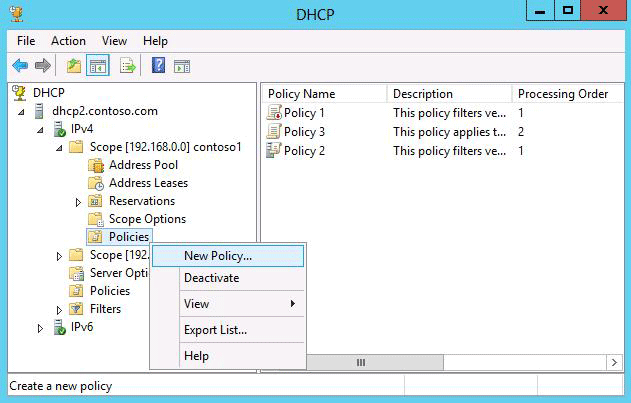 DHCP
File Action View Help
DHCP
dhcp2.contoso.com
IPv4
Scope [192.168.0.0] contoso1
Address Pool
Address Leases
Reservations
Scope Options
Policies
Scope [192.
Server Opti
Policies
Filters
IPv6
New Policy...
Deactivate
View
Export List...
Help
Policy Name Description Processing Order
Policy 1 This policy filters ve... 1
Policy 3 This policy applies t... 2
Policy 2 This policy filters ve... 1
Create a new policy